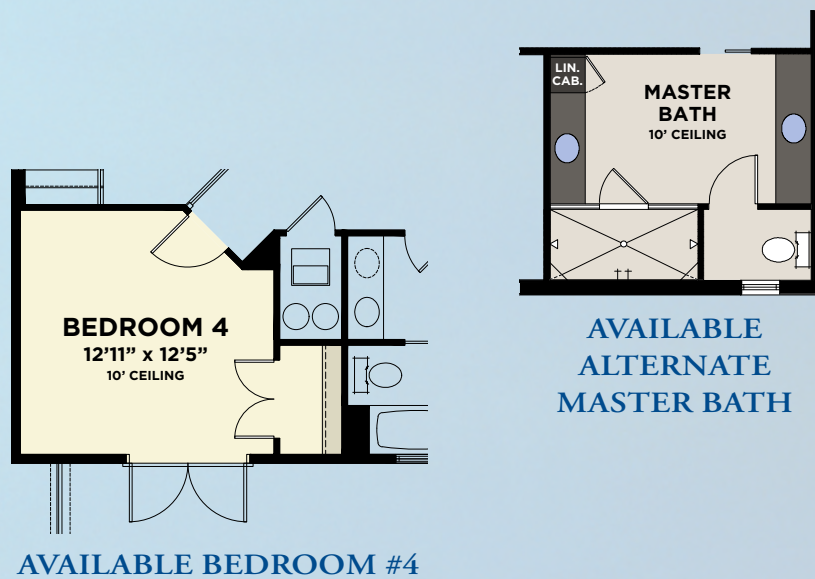 LIN.
CAB.
MASTER
BATH
10' CEILING
AVAILABLE
ALTERNATE
MASTER BATH
BEDROOM 4
12'11" x 12'5"
10' CEILING
AVAILABLE BEDROOM #4